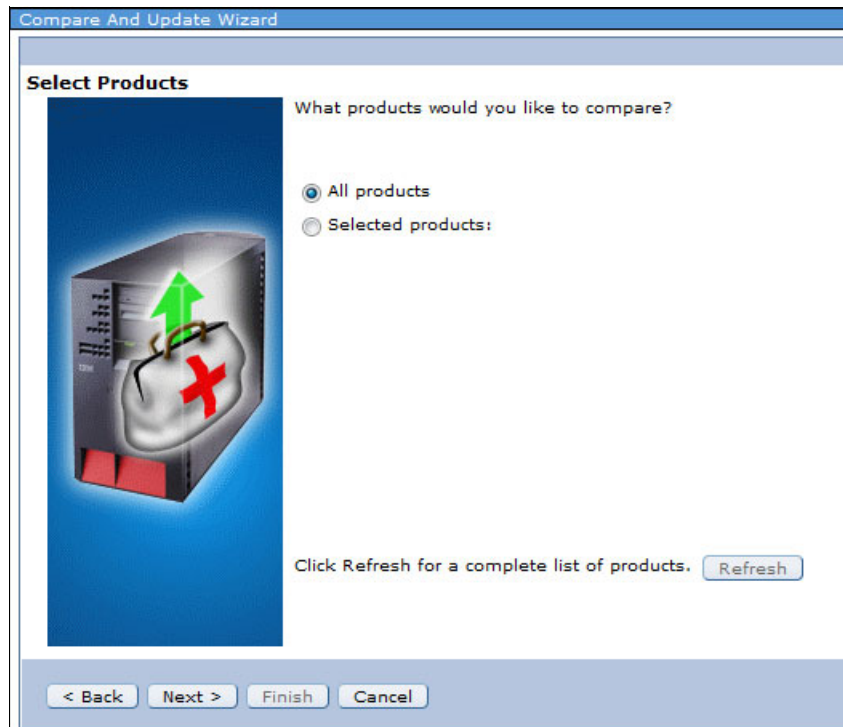 Compare And Update Wizard
Select Products
What products would you like to compare?
All products
Selected products:
IBM
Click Refresh for a complete list of products. Refresh
< Back Next > Finish Cancel